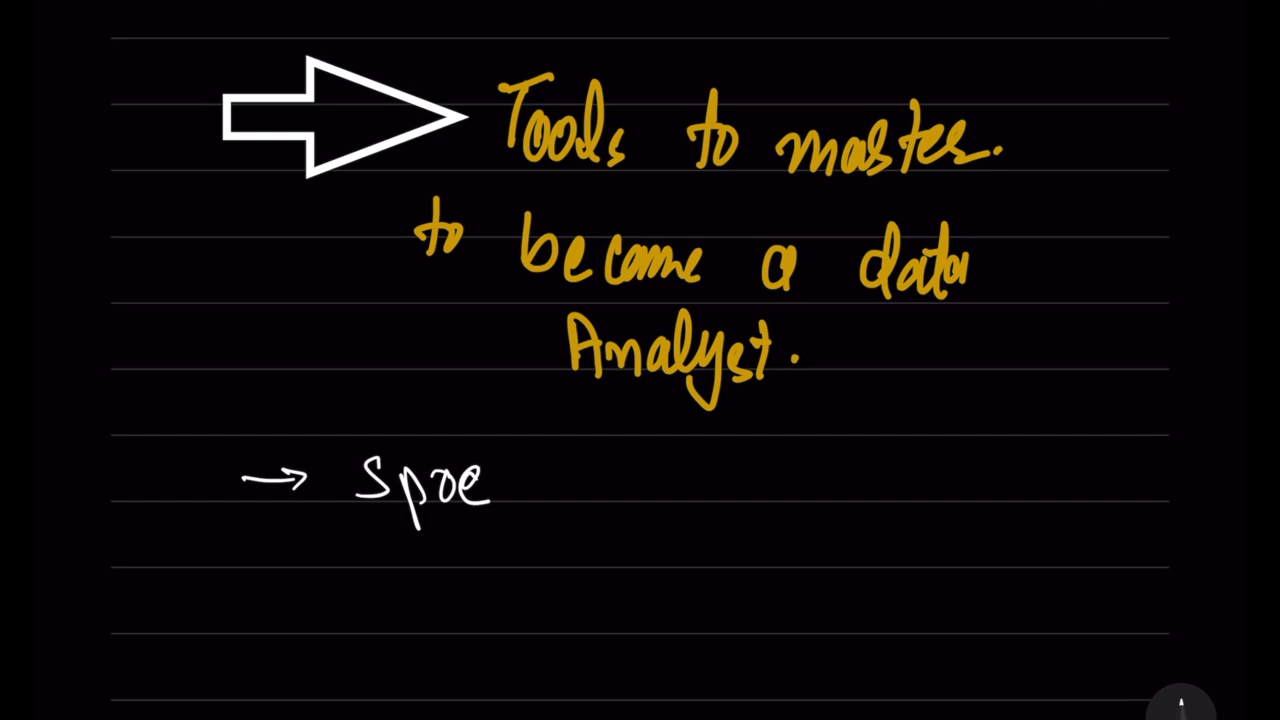 Tools to master.
to become a data
Analyst.
→ Spre